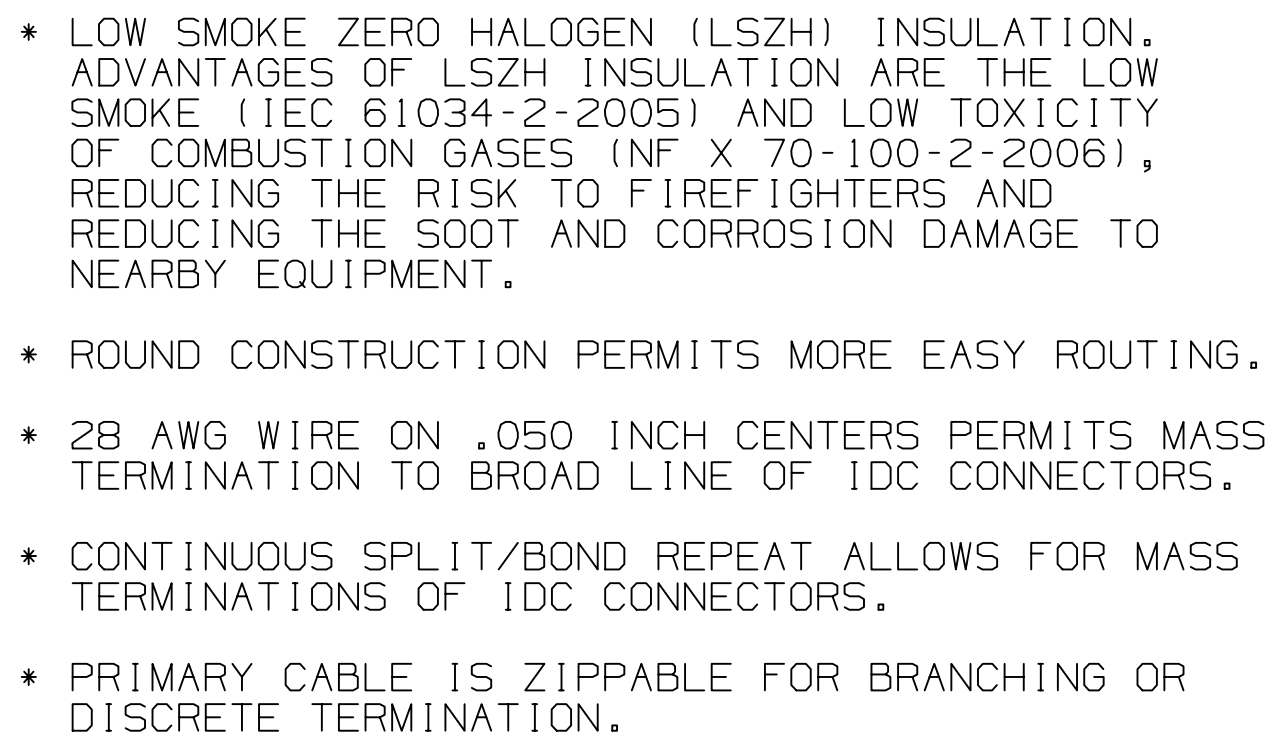 * LOW SMOKE ZERO HALOGEN (LSZH) INSULATION.
ADVANTAGES OF LSZH INSULATION ARE THE LOW
SMOKE (IEC 61034-2-2005) AND LOW TOXICITY
OF COMBUSTION GASES (NF X 70-100-2-2006),
REDUCING THE RISK TO FIREFIGHTERS AND
REDUCING THE SOOT AND CORROSION DAMAGE TO
NEARBY EQUIPMENT.
* ROUND CONSTRUCTION PERMITS MORE EASY ROUTING.
* 28 AWG WIRE ON .050 INCH CENTERS PERMITS MASS
TERMINATION TO BROAD LINE OF IDC CONNECTORS.
* CONTINUOUS SPLIT/BOND REPEAT ALLOWS FOR MASS
TERMINATIONS OF IDC CONNECTORS.
* PRIMARY CABLE IS ZIPPABLE FOR BRANCHING OR
DISCRETE TERMINATION.